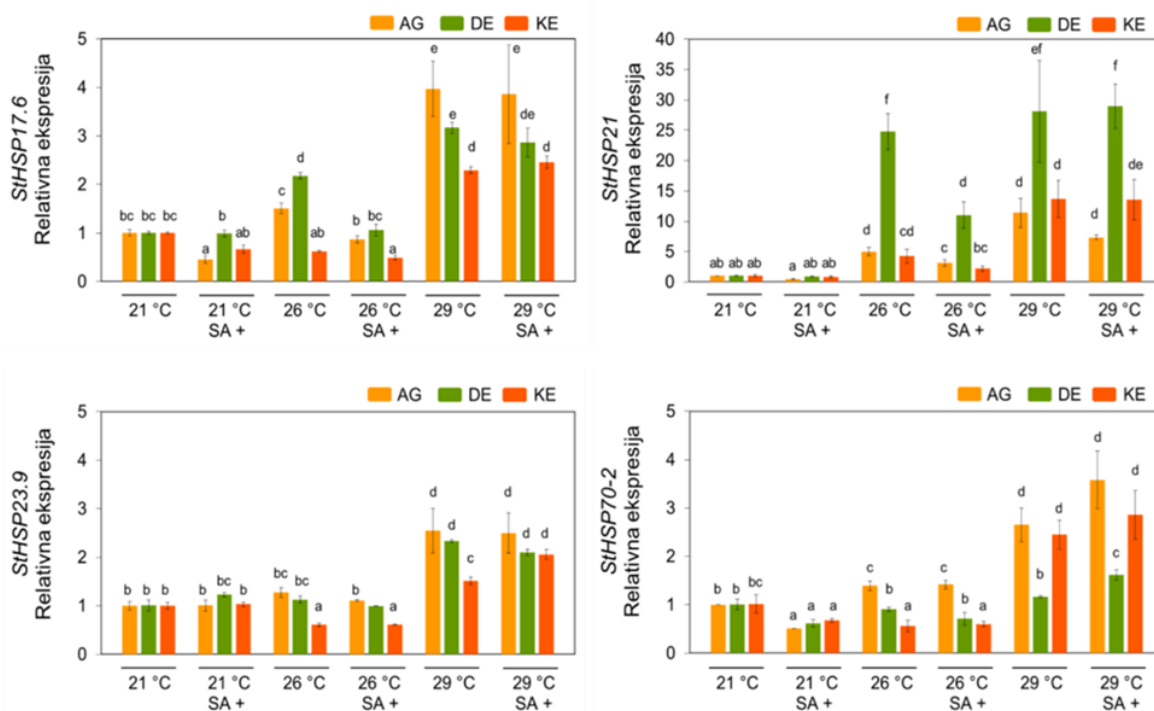 AG DE KE
StHSP17.6
Relativna ekspresija
5
4
3
2
1
0
bc bc bc
a b ab
c d ab
b bc a
e e d
e de d
21 °C 21 °C 26 °C 26 °C 29 °C 29 °C
SA + SA + SA +
AG DE KE
StHSP21
Relativna ekspresija
40
35
30
25
20
15
10
5
0
ab ab ab
a ab ab
d f cd
c d bc
d ef d
d f de
21 °C 21 °C 26 °C 26 °C 29 °C 29 °C
SA + SA + SA +
AG DE KE
StHSP23.9
Relativna ekspresija
5
4
3
2
1
0
b b b
b bc b
bc bc a
b b a
d d c
d d d
21 °C 21 °C 26 °C 26 °C 29 °C 29 °C
SA + SA + SA +
AG DE KE
StHSP70-2
Relativna ekspresija
5
4
3
2
1
0
b b bc
a a a
c b a
c b a
d b d
d c d
21 °C 21 °C 26 °C 26 °C 29 °C 29 °C
SA + SA + SA +